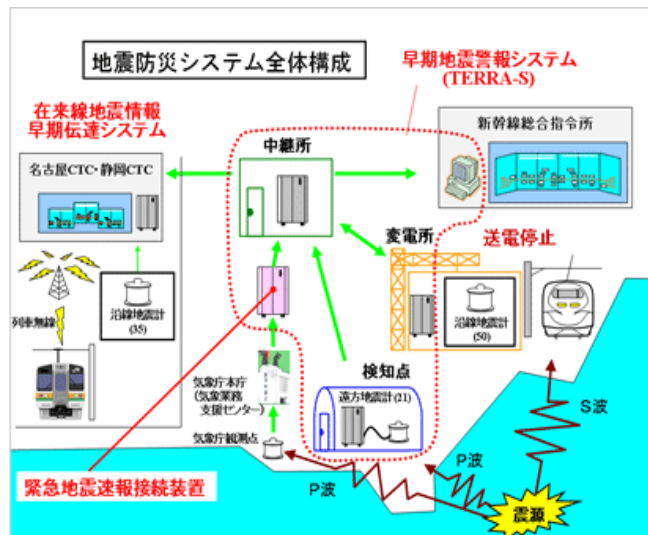 地震防災システム全体構成
早期地震警報システム
(TERRA-S)
在来線地震情報
早期伝達システム
中継所
新幹線総合指令所
名古屋CTC・静岡CTC
変電所
送電停止
列車無線
沿線地震計
(35)
沿線地震計
(50)
検知点
気象庁本庁
(気象業務
支援センター)
遠方地震計(21)
気象庁観測点
S波
P波
P波
緊急地震速報接続装置
震源